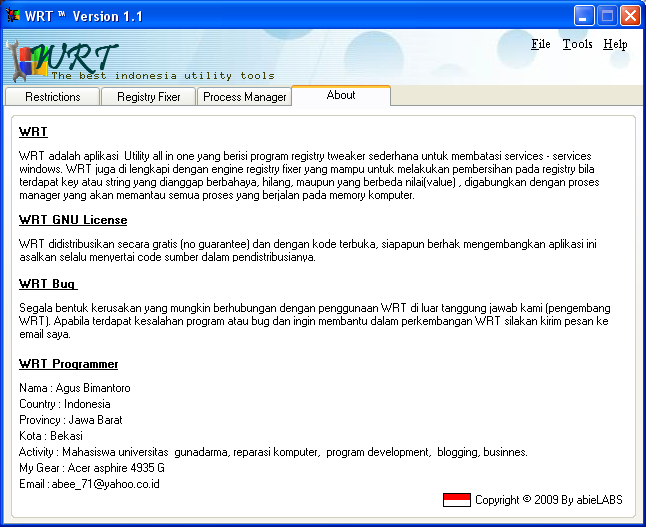 WRT ™ Version 1.1
WRT
The best indonesia utility tools
File Tools Help
Restrictions Registry Fixer Process Manager About
WRT
WRT adalah aplikasi  Utility all in one yang berisi program registry tweaker sederhana untuk membatasi services - services
windows. WRT juga di lengkapi dengan engine registry fixer yang mampu untuk melakukan pembersihan pada registry bila
terdapat key atau string yang dianggap berbahaya, hilang, maupun yang berbeda nilai(value) , digabungkan dengan proses
manager yang akan memantau semua proses yang berjalan pada memory komputer.
WRT GNU License
WRT didistribusikan secara gratis (no guarantee) dan dengan kode terbuka, siapapun berhak mengembangkan aplikasi ini
asalkan selalu menyertai code sumber dalam pendistribusianya.
WRT Bug
Segala bentuk kerusakan yang mungkin berhubungan dengan penggunaan WRT di luar tanggung jawab kami (pengembang
WRT). Apabila terdapat kesalahan program atau bug dan ingin membantu dalam perkembangan WRT silakan kirim pesan ke
email saya.
WRT Programmer
Nama : Agus Bimantoro
Country : Indonesia
Provincy : Jawa Barat
Kota : Bekasi
Activity : Mahasiswa universitas  gunadarma, reparasi komputer,  program development,  blogging, businnes.
My Gear : Acer asphire 4935 G
Email : abee_71@yahoo.co.id
Copyright © 2009 By abieLABS